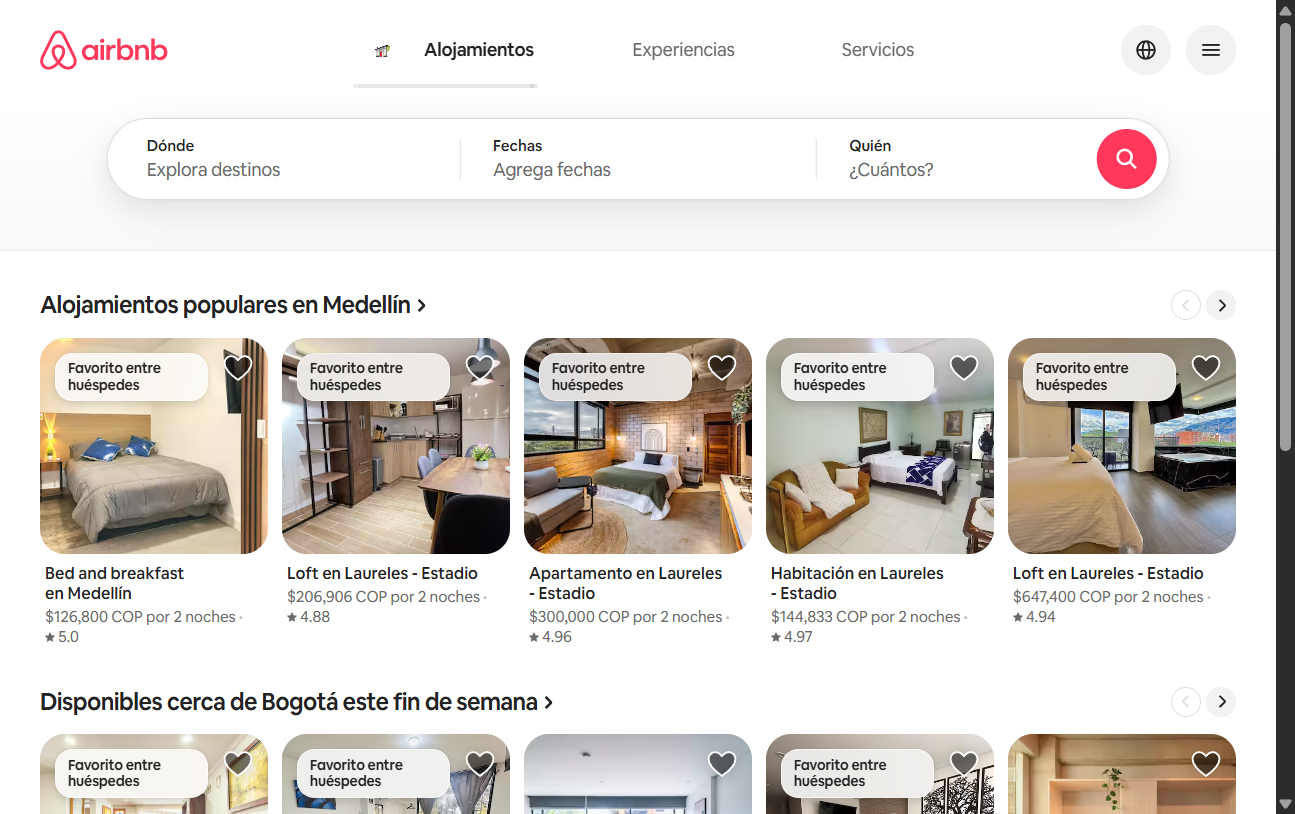 airbnb
Alojamientos
Experiencias
Servicios
Dónde
Explora destinos
Fechas
Agrega fechas
Quién
¿Cuántos?
Alojamientos populares en Medellín
Favorito entre
huéspedes
Favorito entre
huéspedes
Favorito entre
huéspedes
Favorito entre
huéspedes
Favorito entre
huéspedes
Bed and breakfast
en Medellín
$126,800 COP por 2 noches ·
★ 5.0
Loft en Laureles - Estadio
$206,906 COP por 2 noches ·
★ 4.88
Apartamento en Laureles
- Estadio
$300,000 COP por 2 noches ·
★ 4.96
Habitación en Laureles
- Estadio
$144,833 COP por 2 noches ·
★ 4.97
Loft en Laureles - Estadio
$647,400 COP por 2 noches ·
★ 4.94
Disponibles cerca de Bogotá este fin de semana
Favorito entre
huéspedes
Favorito entre
huéspedes
Favorito entre
huéspedes